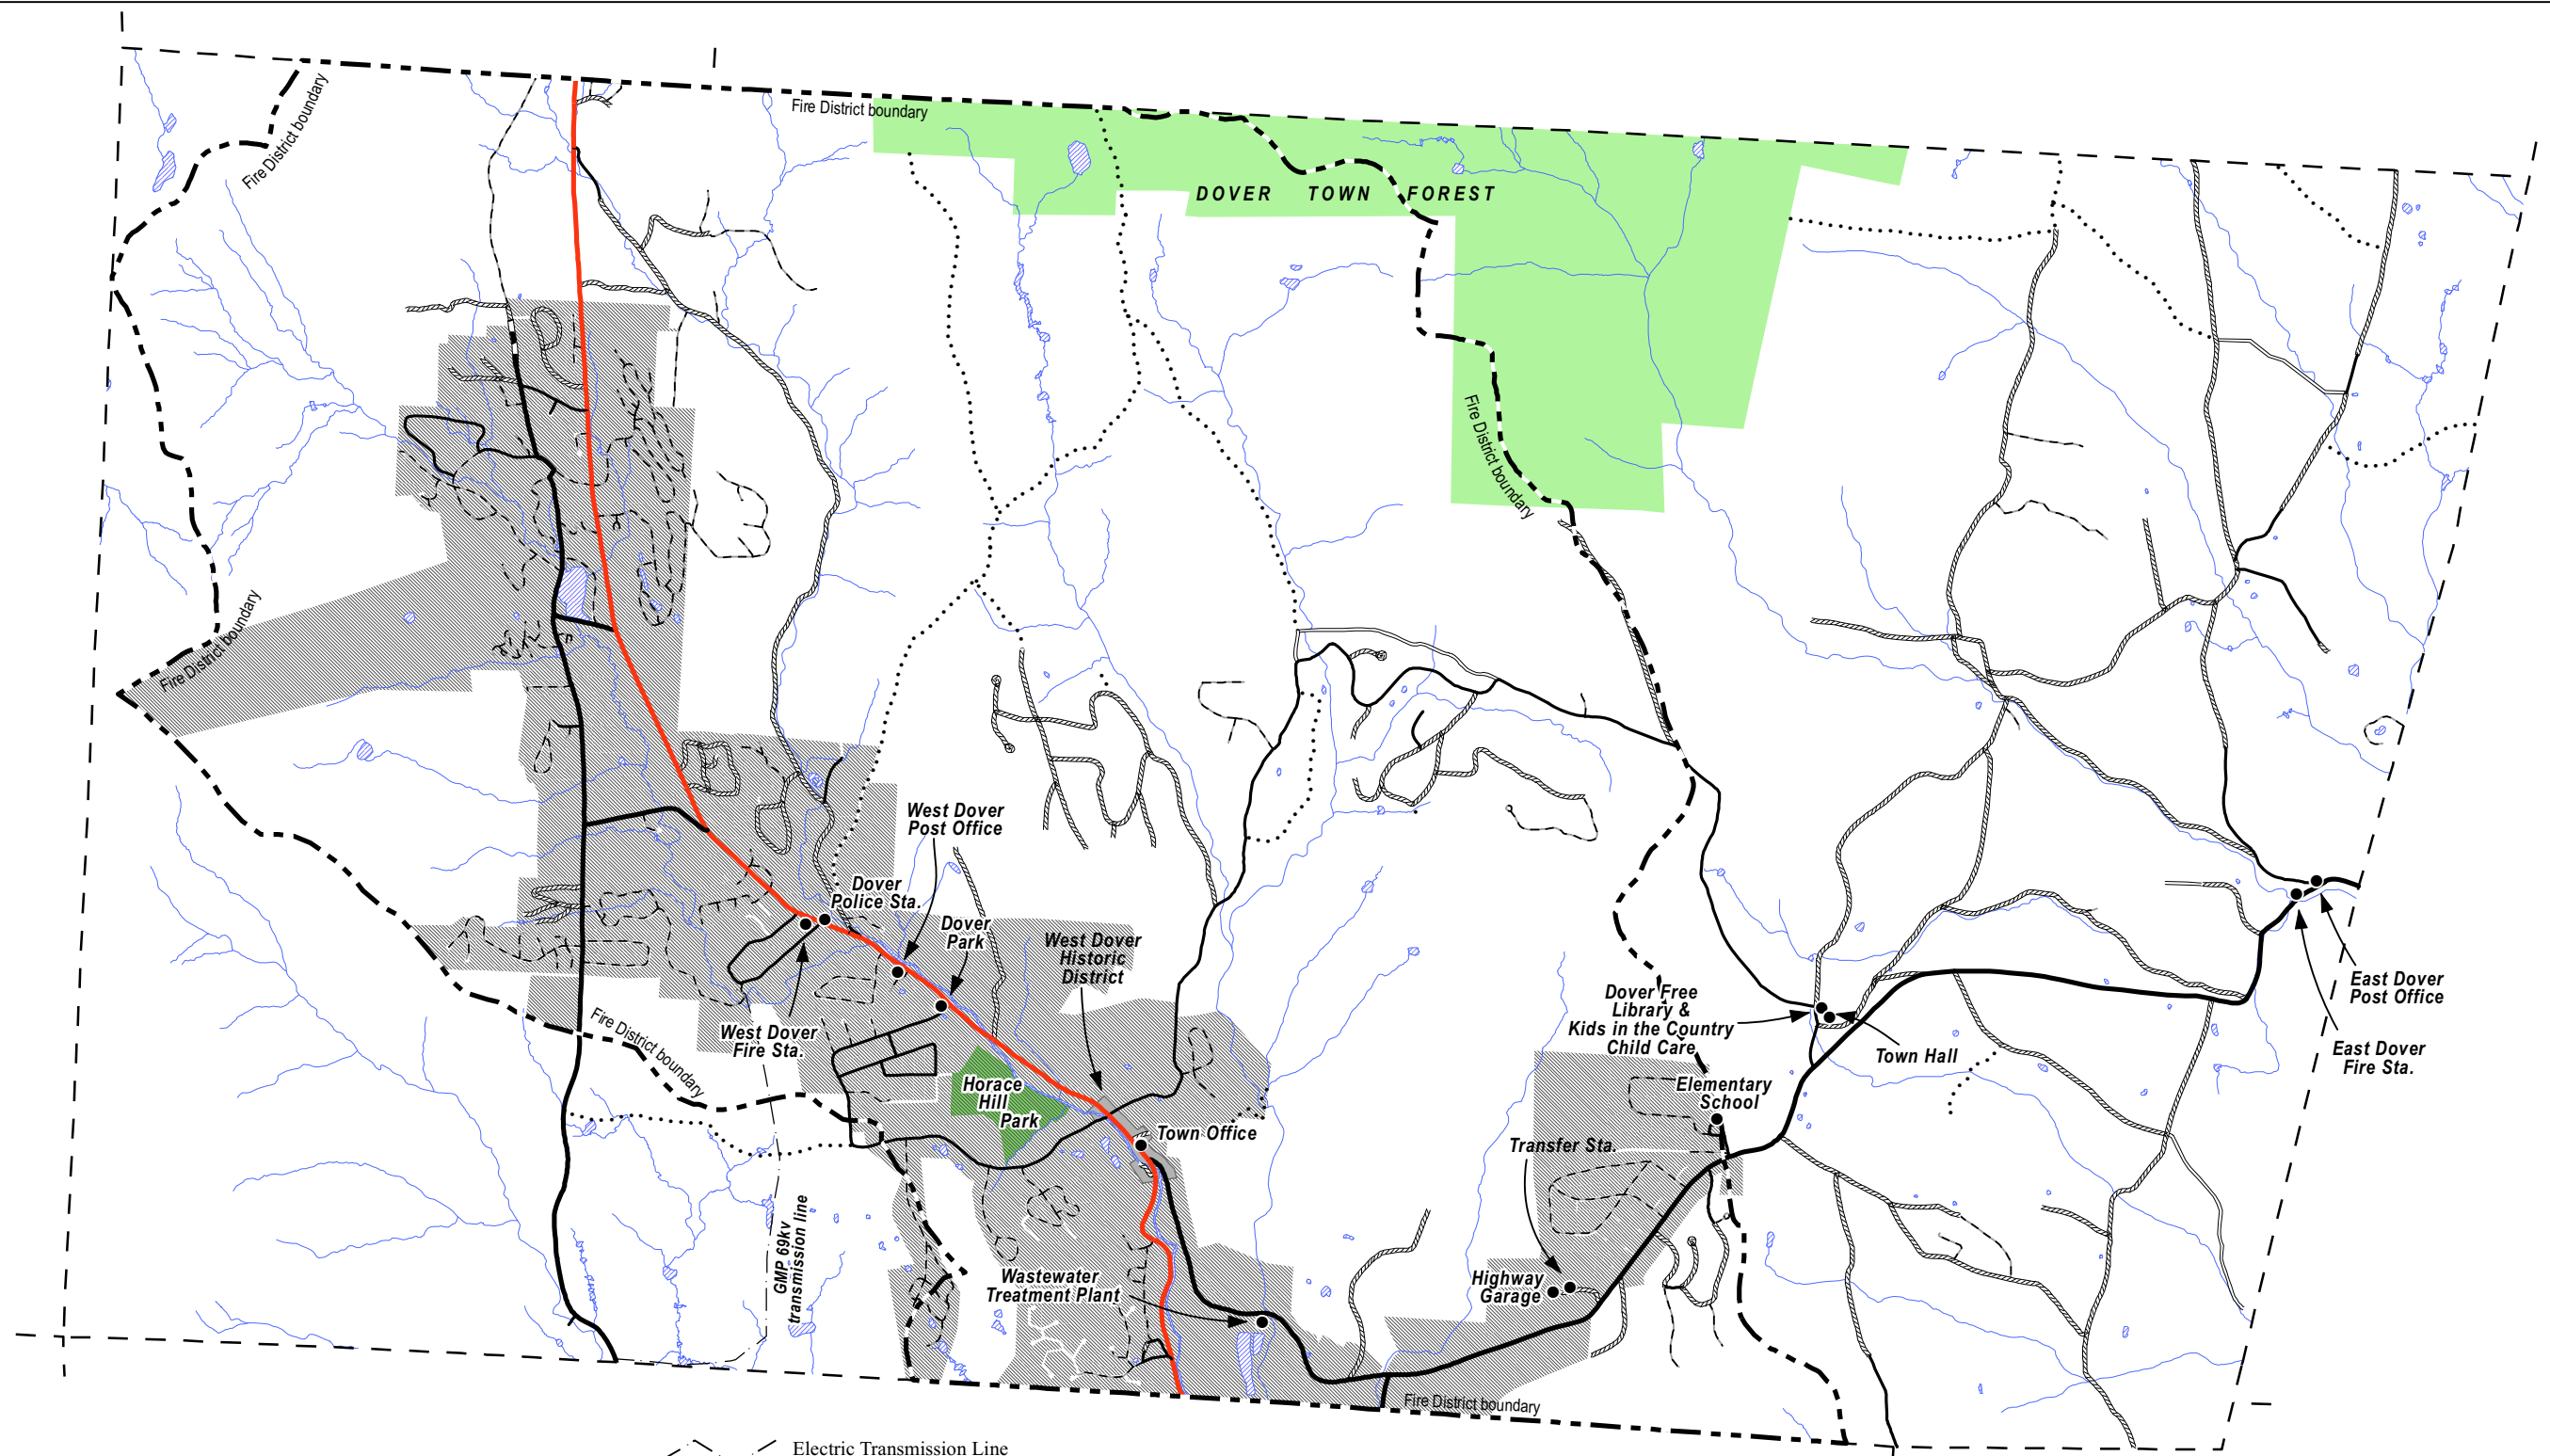 Fire District boundary
Fire District boundary
DOVER TOWN FOREST
Fire District boundary
Fire District boundary
West Dover
Post Office
Dover
Police Sta.
Dover
Park
West Dover
Historic
District
East Dover
Post Office
Dover Free
Library &
Kids in the Country
Child Care
West Dover
Fire Sta.
Fire District boundary
Town Hall
East Dover
Fire Sta.
Horace
Hill
Park
Elementary
School
Town Office
Transfer Sta.
GMP 69kv
transmission line
Wastewater
Treatment Plant
Highway
Garage
Fire District boundary
Electric Transmission Line